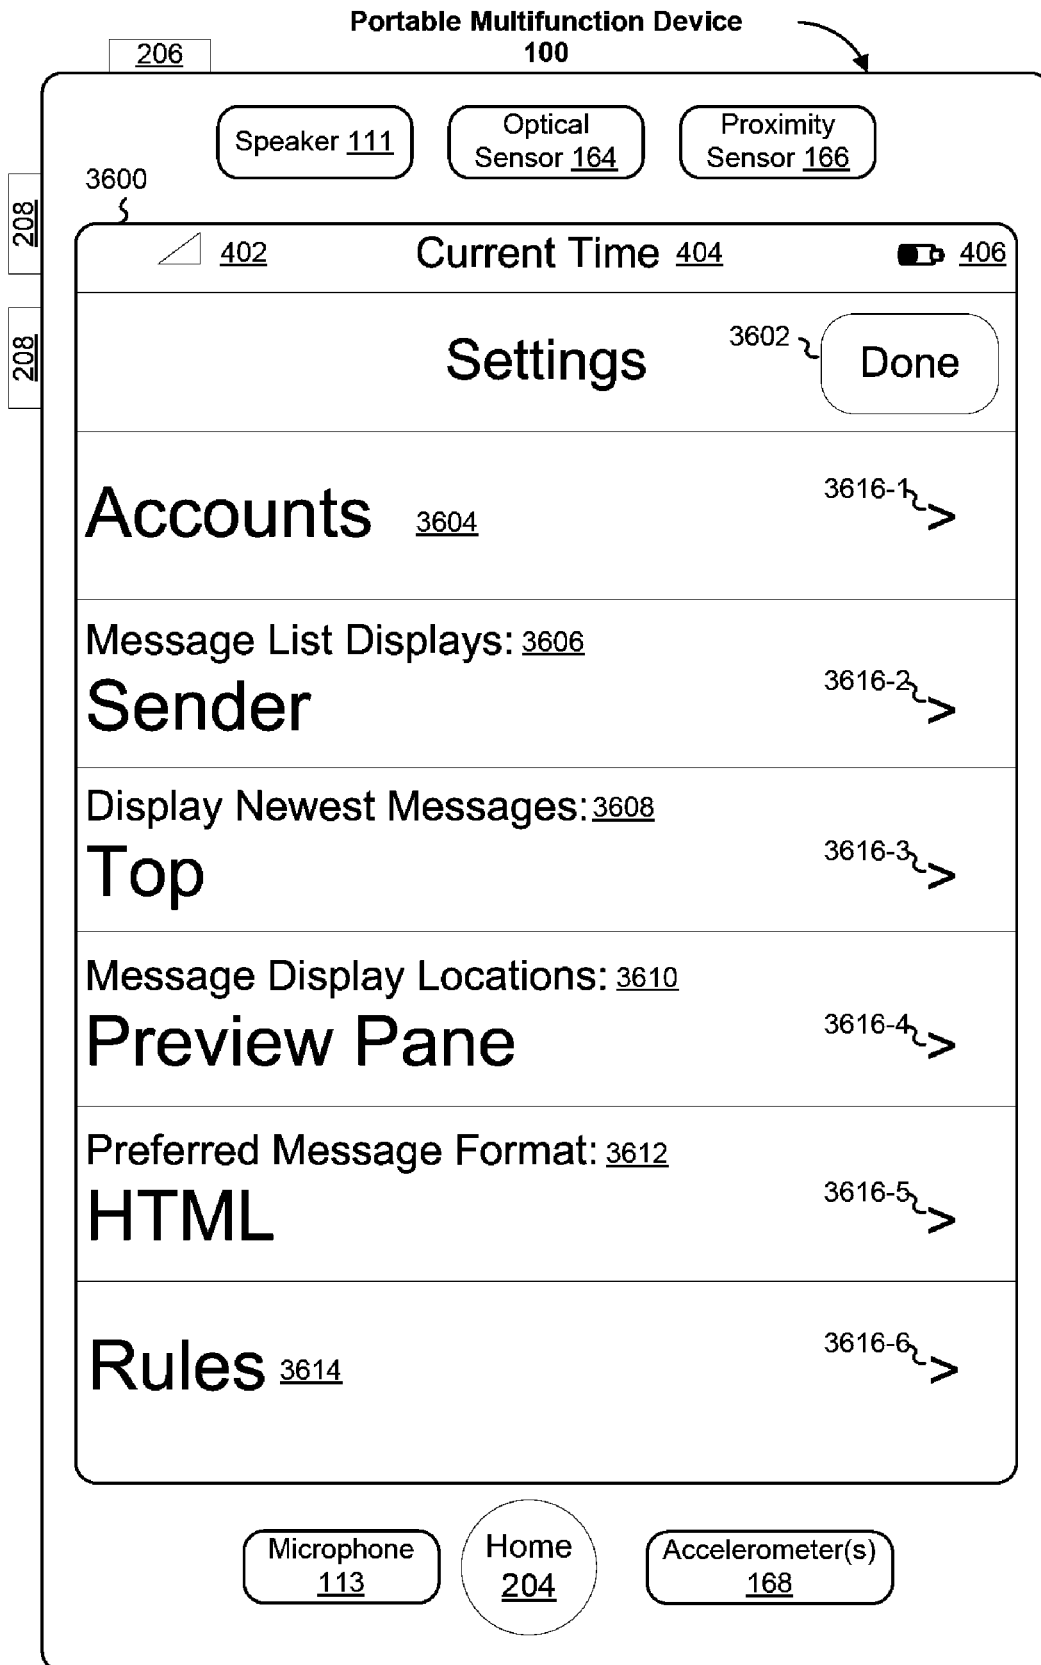 Portable Multifunction Device
100
206
Speaker 111
Optical
Sensor 164
Proximity
Sensor 166
208
208
3600
402
Current Time 404
406
Settings
3602
Done
Accounts 3604
3616-1
>
Message List Displays: 3606
Sender
3616-2
>
Display Newest Messages: 3608
Top
3616-3
>
Message Display Locations: 3610
Preview Pane
3616-4
>
Preferred Message Format: 3612
HTML
3616-5
>
Rules 3614
3616-6
>
Microphone
113
Home
204
Accelerometer(s)
168